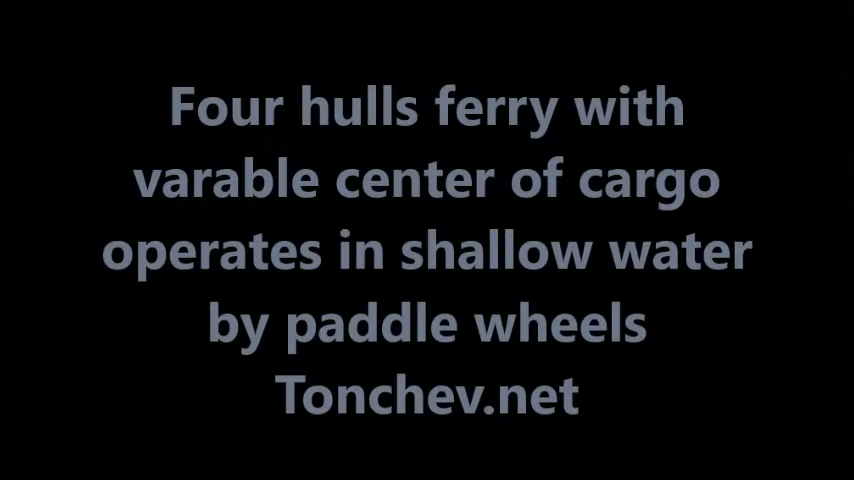 Four hulls ferry with
varable center of cargo
operates in shallow water
by paddle wheels
Tonchev.net